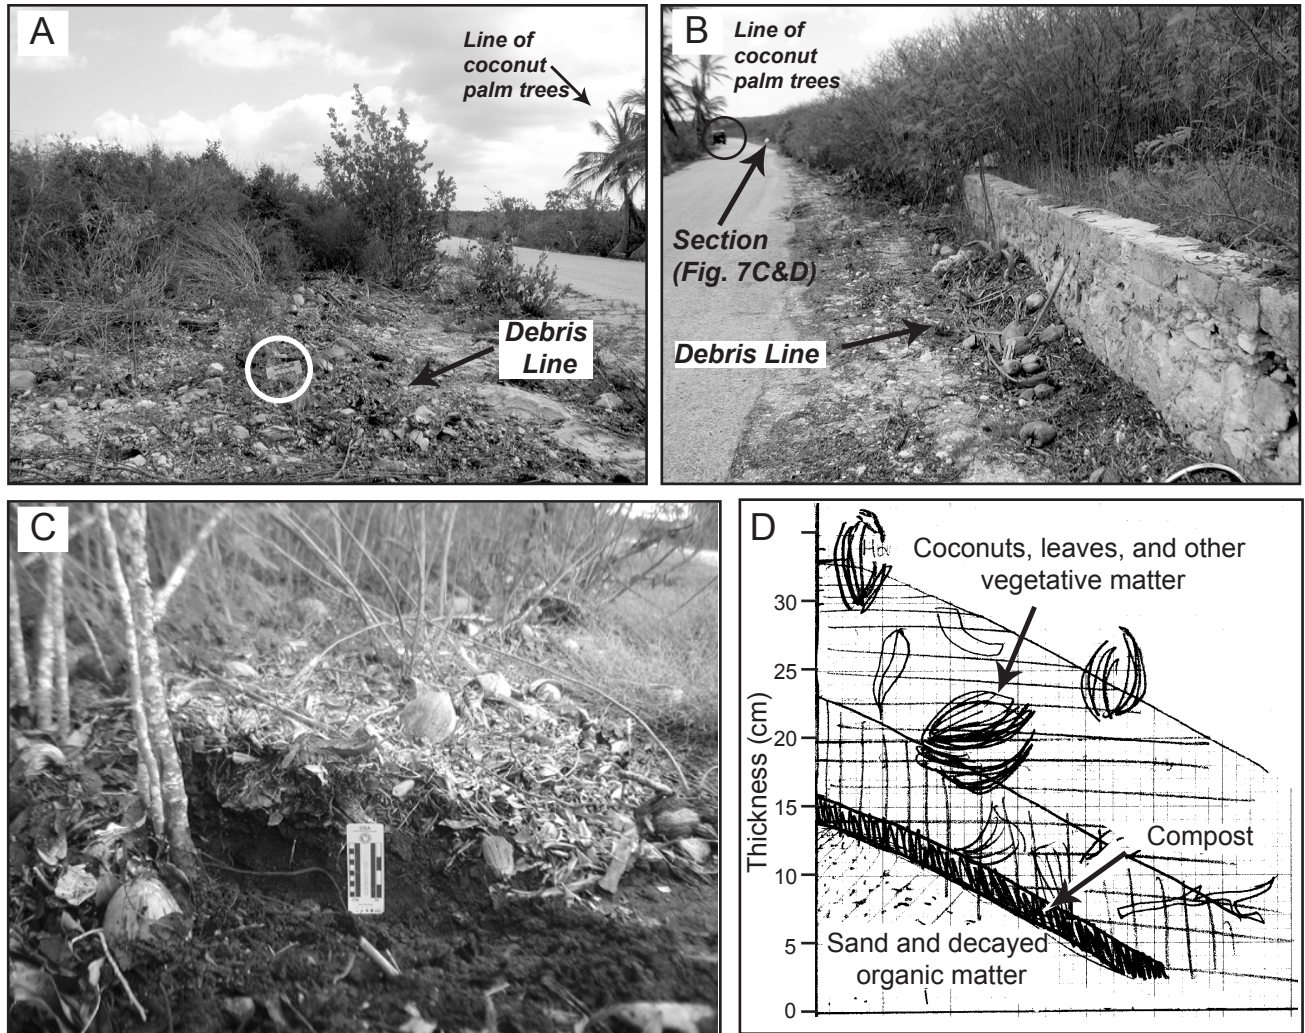 A
Line of
coconut
palm trees
Debris
Line
B
Line of
coconut
palm trees
Section
(Fig. 7C&D)
Debris Line
C
D
Coconuts, leaves, and other
vegetative matter
30
25
20
15
10
5
0
Thickness (cm)
Compost
Sand and decayed
organic matter